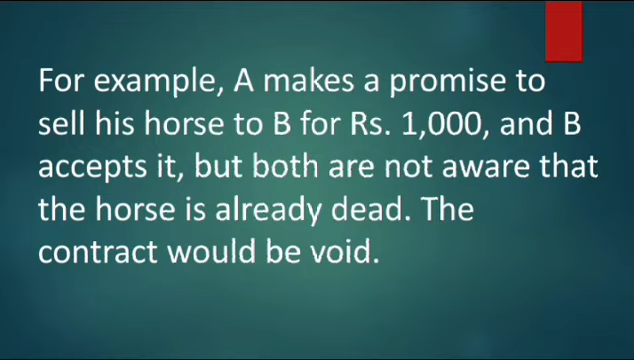 For example, A makes a promise to
sell his horse to B for Rs. 1,000, and B
accepts it, but both are not aware that
the horse is already dead. The
contract would be void.